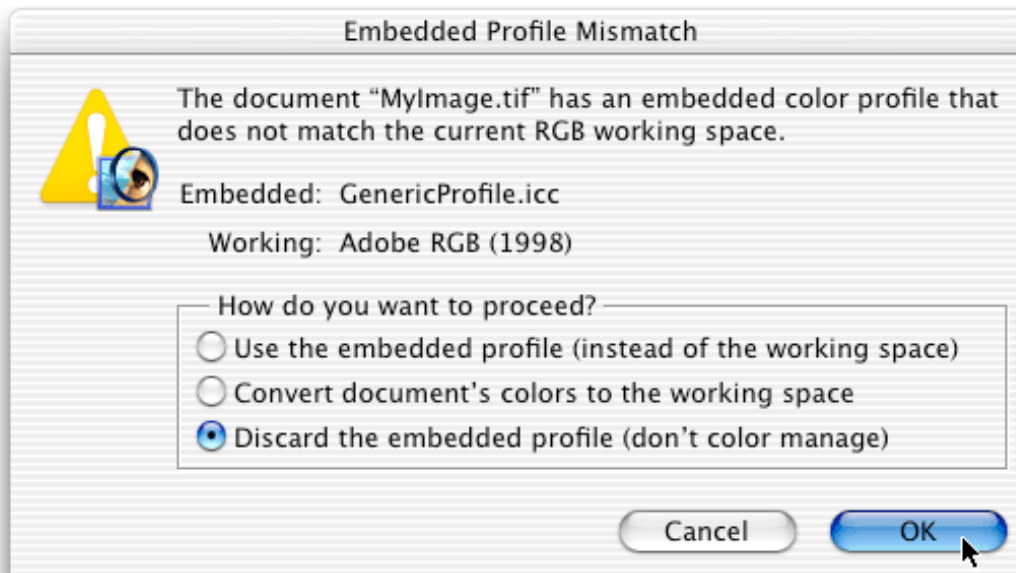 Embedded Profile Mismatch
The document “MyImage.tif” has an embedded color profile that
does not match the current RGB working space.
Embedded: GenericProfile.icc
Working: Adobe RGB (1998)
How do you want to proceed?
Use the embedded profile (instead of the working space)
Convert document’s colors to the working space
Discard the embedded profile (don’t color manage)
Cancel OK